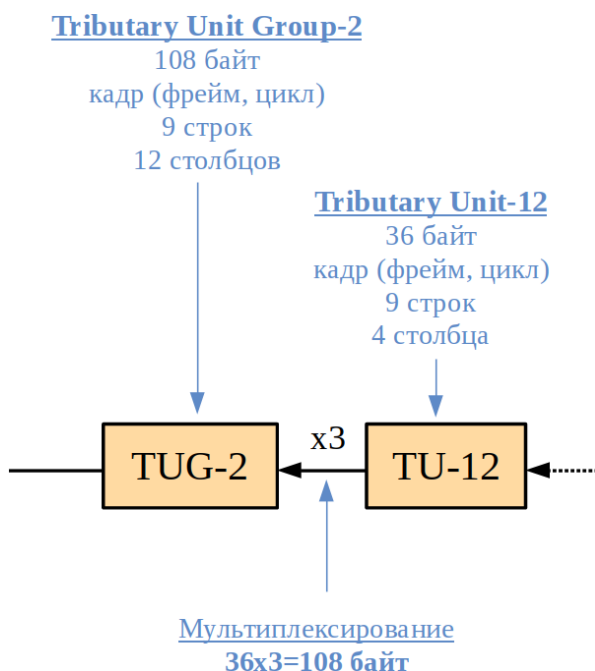 Tributary Unit Group-2
108 байт
кадр (фрейм, цикл)
9 строк
12 столбцов
Tributary Unit-12
36 байт
кадр (фрейм, цикл)
9 строк
4 столбца
TUG-2
x3
TU-12
Мультиплексирование
36x3=108 байт